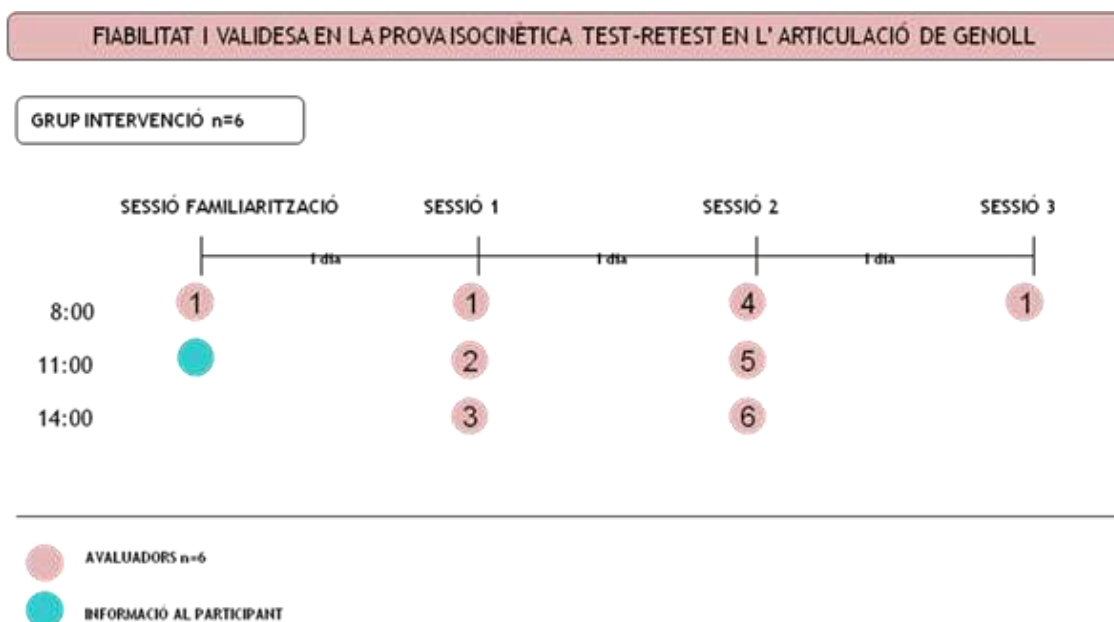 FIABILITAT I VALIDESA EN LA PROVA ISOCINÈTICA TEST-RETEST EN L' ARTICULACIÓ DE GENOLL
GRUP INTERVENCIÓ n=6
SESSIÓ FAMILIARITZACIÓ SESSIÓ 1 SESSIÓ 2 SESSIÓ 3
1 dia 1 dia 1 dia
8:00 1 1 4 1
11:00 2 5
14:00 3 6
AVALUADORS n=6
INFORMACIÓ AL PARTICIPANT